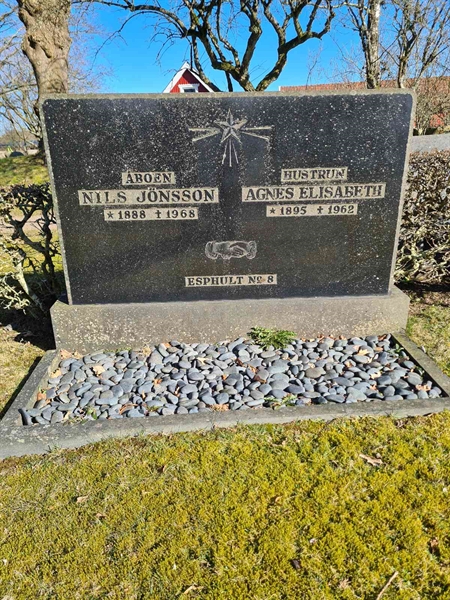 ÅBOEN
NILS JÖNSSON
* 1888 † 1968
HUSTRUN
AGNES ELISABETH
* 1895 † 1962
ESPHULT No 8